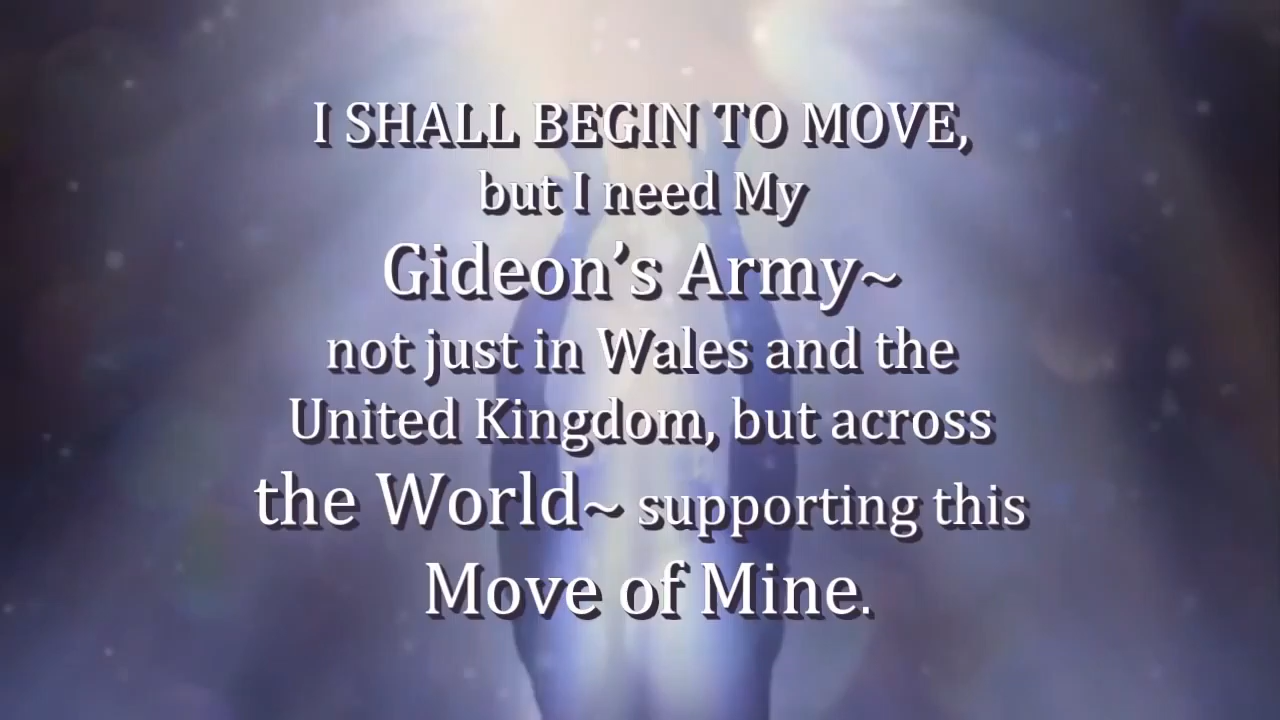 I SHALL BEGIN TO MOVE,
but I need My
Gideon’s Army~
not just in Wales and the
United Kingdom, but across
the World~ supporting this
Move of Mine.